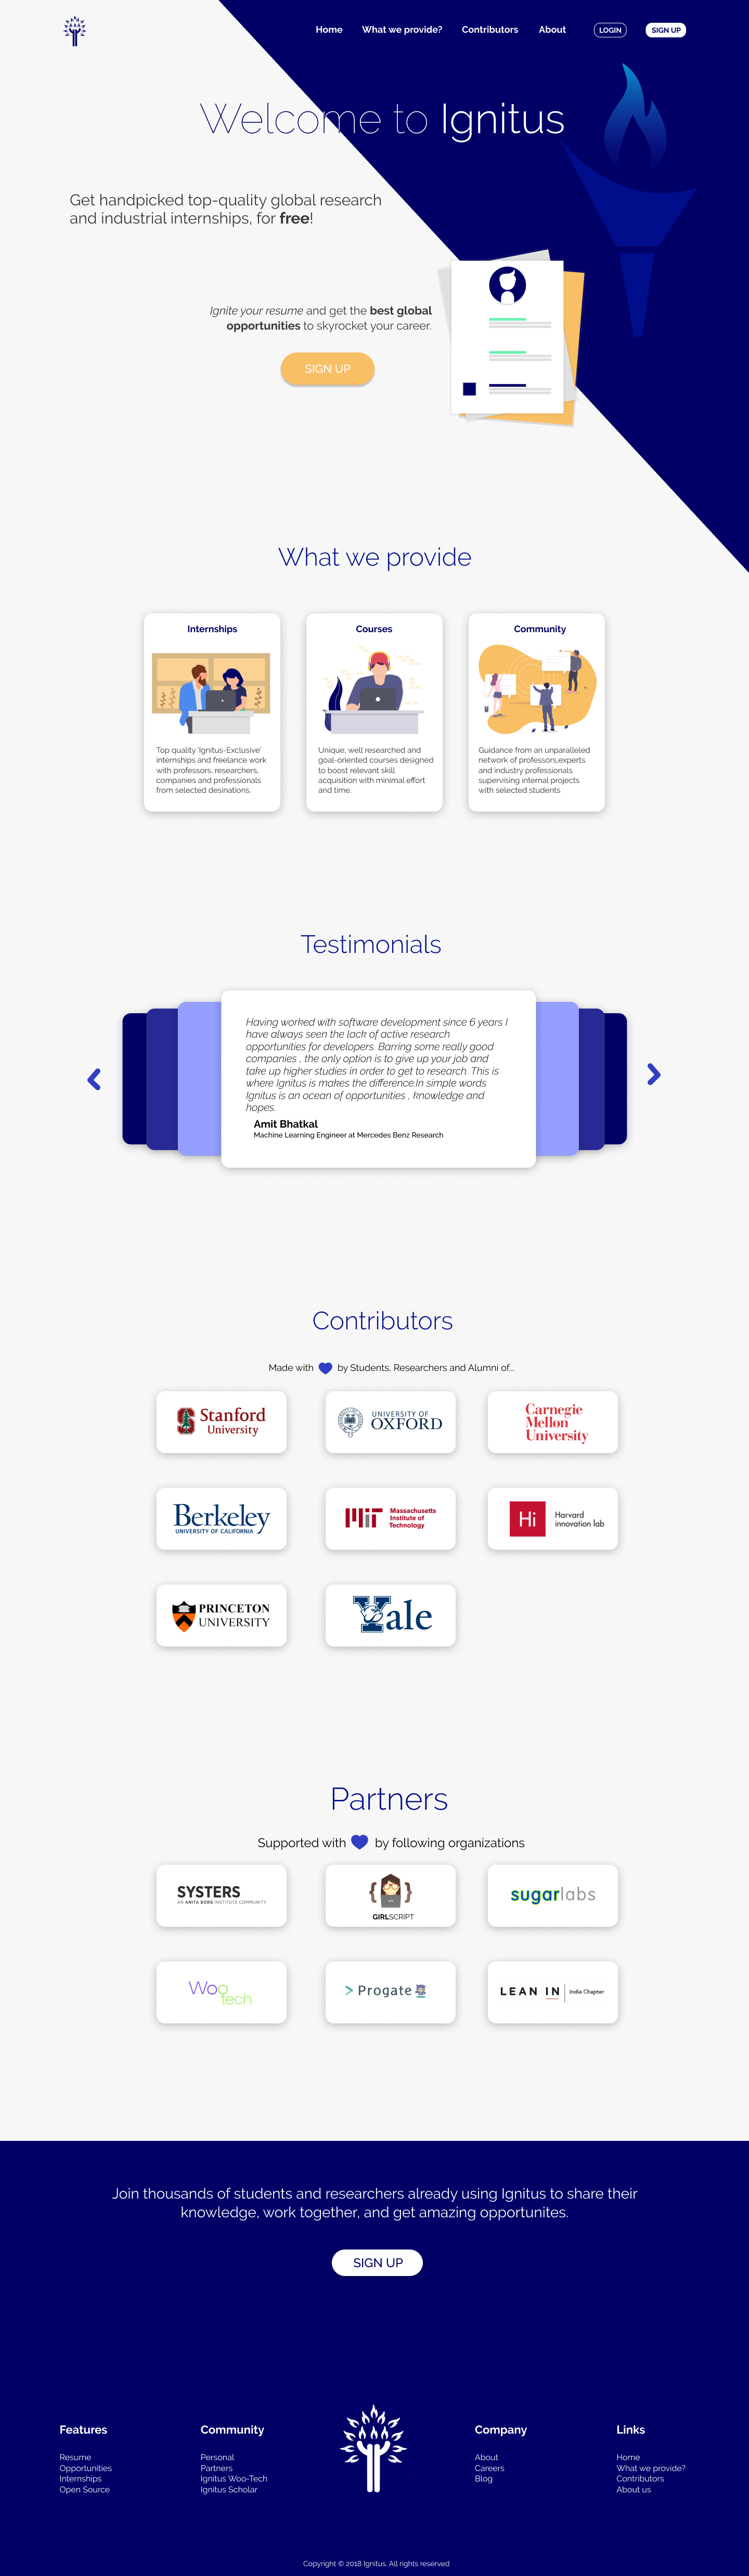 Home What we provide? Contributors About LOGIN SIGN UP
Welcome to Ignitus
Get handpicked top-quality global research
and industrial internships, for free!
Ignite your resume and get the best global
opportunities to skyrocket your career.
SIGN UP
What we provide
Internships
Top quality 'Ignitus-Exclusive'
internships and freelance work
with professors, researchers,
companies and professionals
from selected desinations.
Courses
Unique, well researched and
goal-oriented courses designed
to boost relevant skill
acquisition with minimal effort
and time.
Community
Guidance from an unparalleled
network of professors,experts
and industry professionals
supervising internal projects
with selected students
Testimonials
Having worked with software development since 6 years I
have always seen the lack of active research
opportunities for developers. Barring some really good
companies , the only option is to give up your job and
take up higher studies in order to get to research. This is
where Ignitus is makes the difference.In simple words
Ignitus is an ocean of opportunities , knowledge and
hopes.
Amit Bhatkal
Machine Learning Engineer at Mercedes Benz Research
Contributors
Made with by Students, Researchers and Alumni of...
Stanford
University
UNIVERSITY OF
OXFORD
Carnegie
Mellon
University
Berkeley
UNIVERSITY OF CALIFORNIA
MIT
Massachusetts
Institute of
Technology
Hi
Harvard
innovation lab
PRINCETON
UNIVERSITY
Yale
Partners
Supported with by following organizations
SYSTERS
AN ANITA BORG INSTITUTE COMMUNITY
{ }
GIRLSCRIPT
sugarlabs
Woo
tech
> Progate
LEAN IN India Chapter
Join thousands of students and researchers already using Ignitus to share their
knowledge, work together, and get amazing opportunites.
SIGN UP
Features
Resume
Opportunities
Internships
Open Source
Community
Personal
Partners
Ignitus Woo-Tech
Ignitus Scholar
Company
About
Careers
Blog
Links
Home
What we provide?
Contributors
About us
Copyright © 2018 Ignitus. All rights reserved